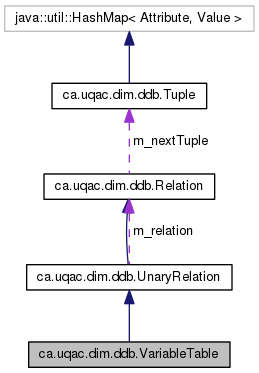 java::util::HashMap< Attribute, Value >
ca.uqac.dim.ddb.Tuple
m_nextTuple
ca.uqac.dim.ddb.Relation
m_relation
ca.uqac.dim.ddb.UnaryRelation
ca.uqac.dim.ddb.VariableTable